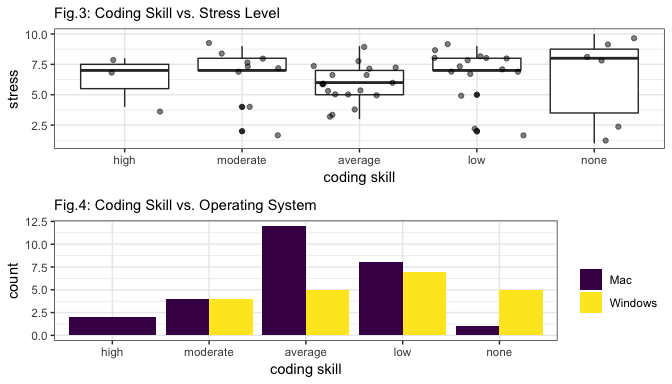 Fig.3: Coding Skill vs. Stress Level
10.0
7.5
5.0
2.5
stress
high moderate average low none
coding skill
Fig.4: Coding Skill vs. Operating System
12.5
10.0
7.5
5.0
2.5
0.0
count
high moderate average low none
coding skill
Mac
Windows